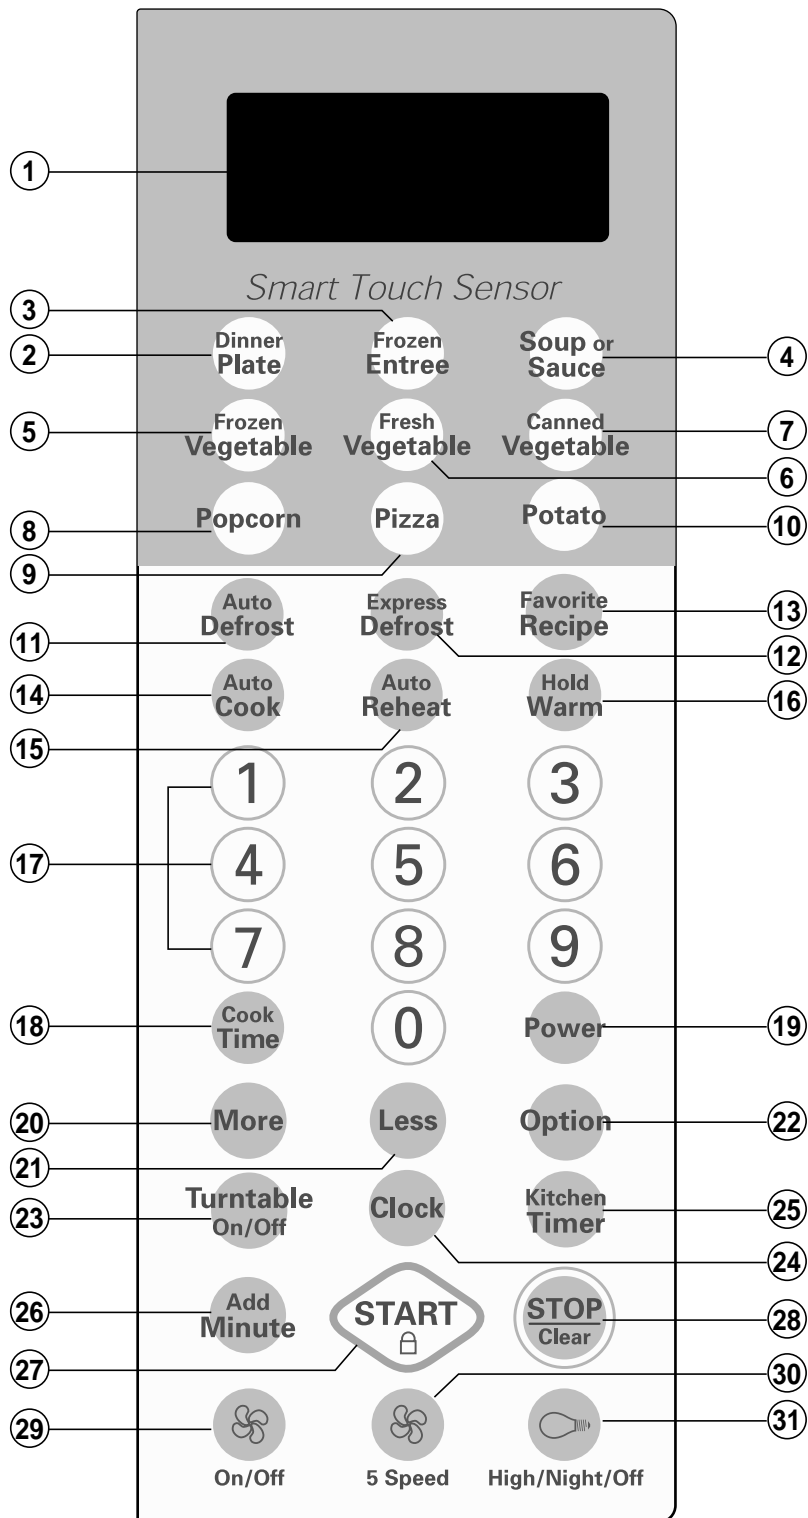 1
Smart Touch Sensor
3
2
Dinner
Plate
Frozen
Entree
Soup or
Sauce
4
5
Frozen
Vegetable
Fresh
Vegetable
Canned
Vegetable
7
6
8
Popcorn
Pizza
Potato
10
9
Auto
Defrost
Express
Defrost
Favorite
Recipe
13
11
12
14
Auto
Cook
Auto
Reheat
Hold
Warm
16
15
1 2 3
17
4 5 6
7 8 9
18
Cook
Time
0
Power
19
20
More
Less
Option
22
21
23
Turntable
On/Off
Clock
Kitchen
Timer
25
24
26
Add
Minute
START
STOP
Clear
28
27
30
29
31
On/Off
5 Speed
High/Night/Off